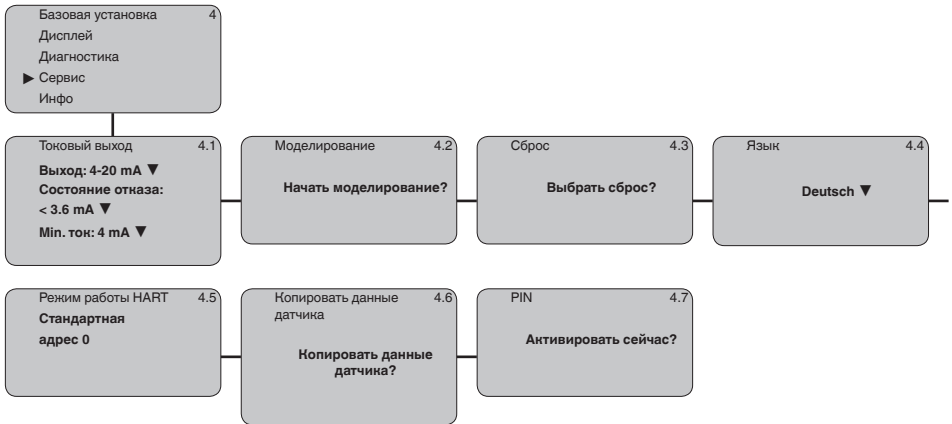 Базовая установка 4
Дисплей
Диагностика
▶ Сервис
Инфо
Токовый выход 4.1
Выход: 4-20 mA ▼
Состояние отказа:
< 3.6 mA ▼
Min. ток: 4 mA ▼
Моделирование 4.2
Начать моделирование?
Сброс 4.3
Выбрать сброс?
Язык 4.4
Deutsch ▼
Режим работы HART 4.5
Стандартная
адрес 0
Копировать данные 4.6
датчика
Копировать данные
датчика?
PIN 4.7
Активировать сейчас?